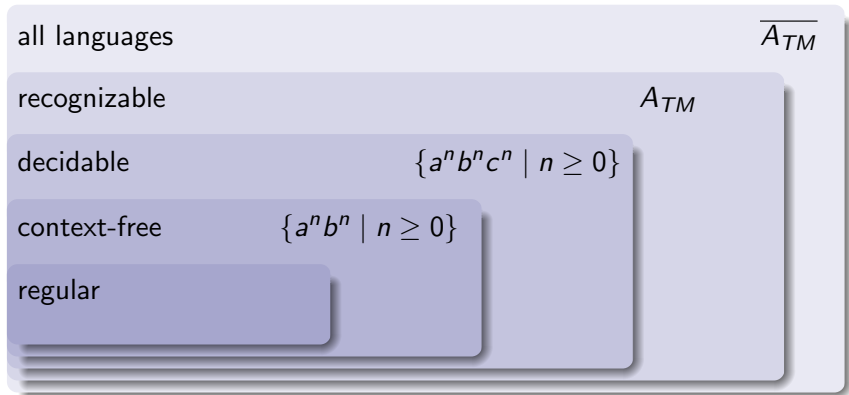 all languages $\overline{A_{TM}}$
recognizable $A_{TM}$
decidable $\{a^n b^n c^n \mid n \geq 0\}$
context-free $\{a^n b^n \mid n \geq 0\}$
regular